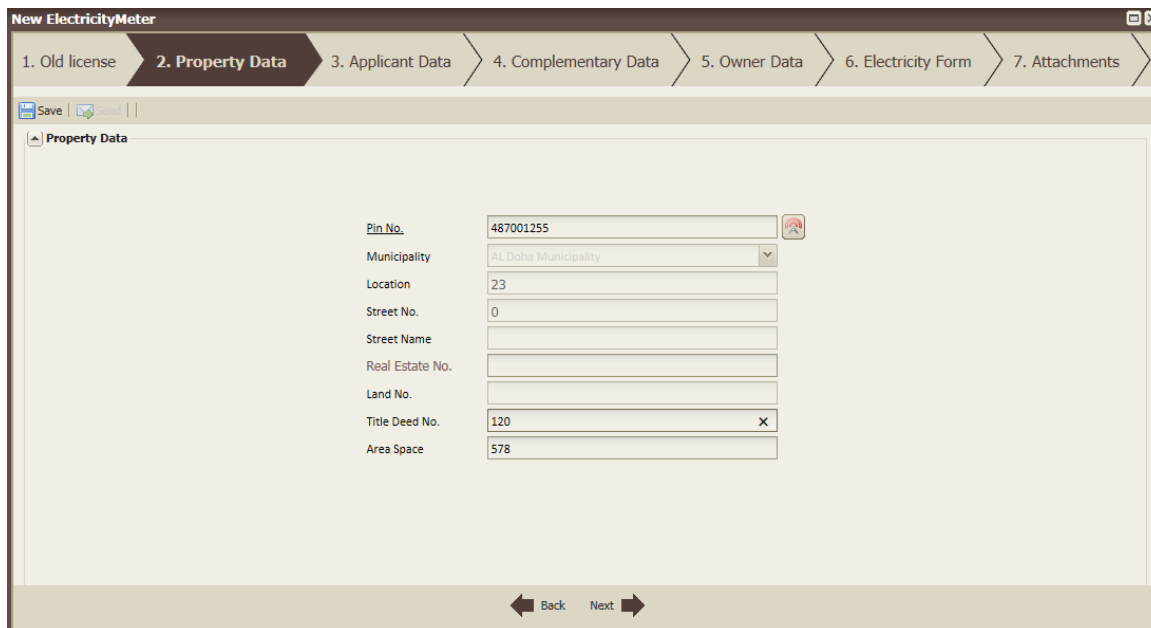 New ElectricityMeter
1. Old license 2. Property Data 3. Applicant Data 4. Complementary Data 5. Owner Data 6. Electricity Form 7. Attachments
Save Send
Property Data
Pin No. 487001255
Municipality AL Doha Municipality
Location 23
Street No. 0
Street Name
Real Estate No.
Land No.
Title Deed No. 120
Area Space 578
Back Next